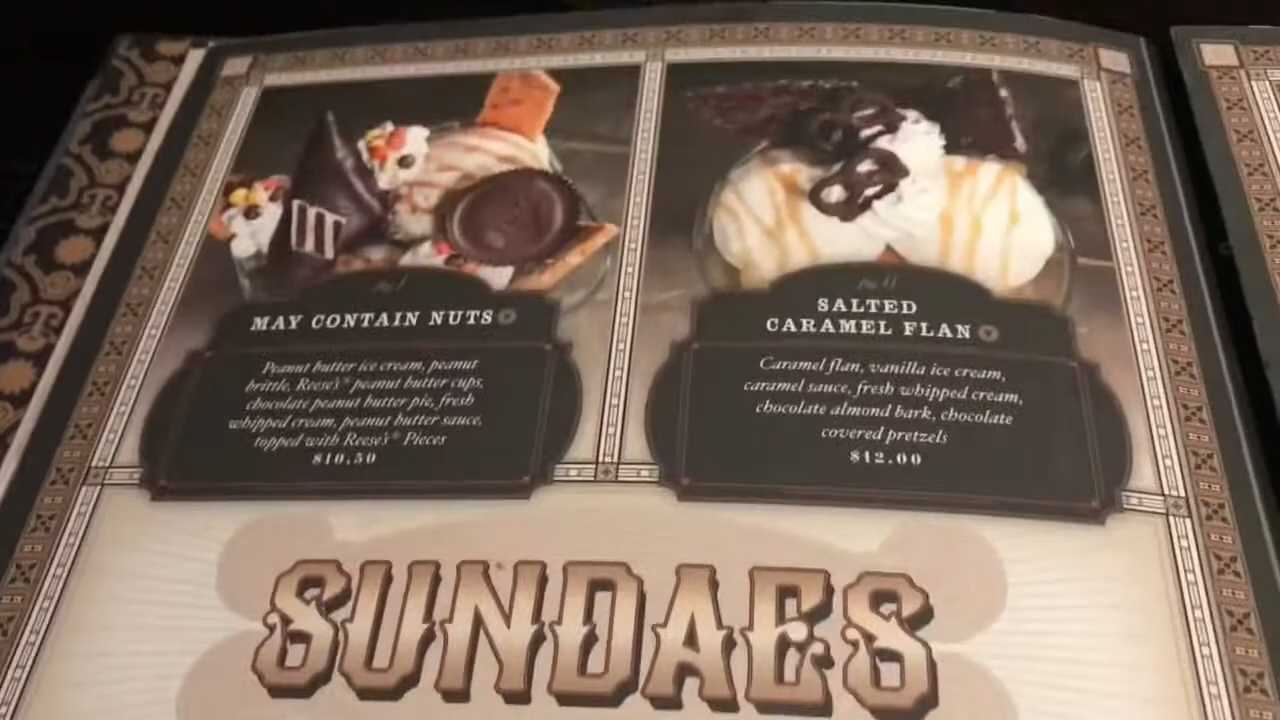 MAY CONTAIN NUTS
Peanut butter ice cream, peanut
brittle, Reese's® peanut butter cups,
chocolate peanut butter pie, fresh
whipped cream, peanut butter sauce,
topped with Reese's® Pieces
$10.50
SALTED
CARAMEL FLAN
Caramel flan, vanilla ice cream,
caramel sauce, fresh whipped cream,
chocolate almond bark, chocolate
covered pretzels
$12.00
SUNDAES